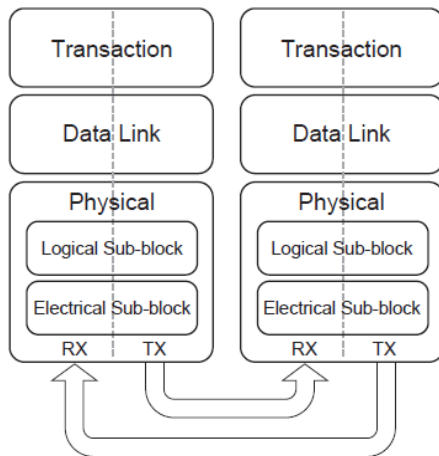 Transaction
Data Link
Physical
Logical Sub-block
Electrical Sub-block
RX TX
Transaction
Data Link
Physical
Logical Sub-block
Electrical Sub-block
RX TX